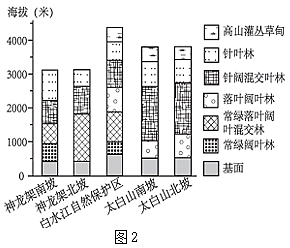 海拔（米）
5000
4000
3000
2000
1000
0
神龙架南坡
神龙架北坡
白水江自然保护区
太白山南坡
太白山北坡
高山灌丛草甸
针叶林
针阔混交林
落叶阔叶林
常绿落叶阔
叶混交林
常绿阔叶林
基面
图2